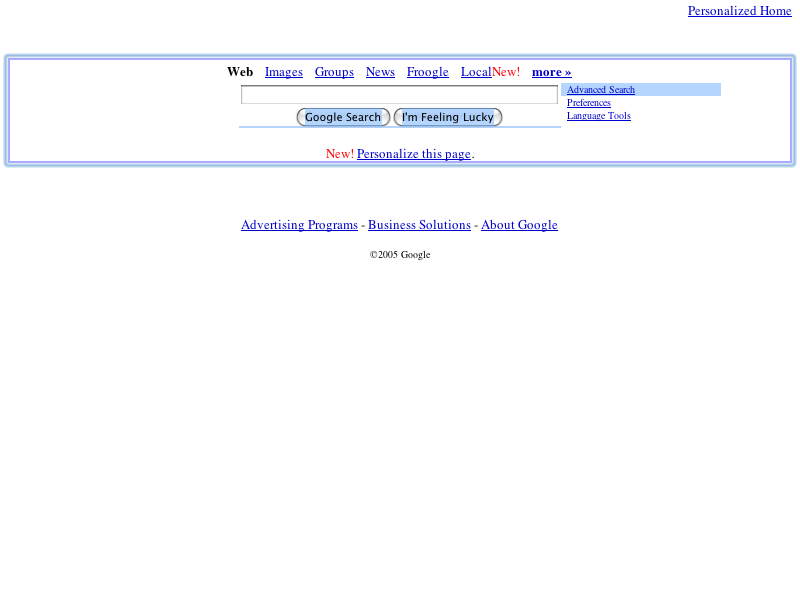 Personalized Home
Web Images Groups News Froogle LocalNew! more »
Advanced Search
Preferences
Language Tools
Google Search I'm Feeling Lucky
New! Personalize this page.
Advertising Programs - Business Solutions - About Google
©2005 Google